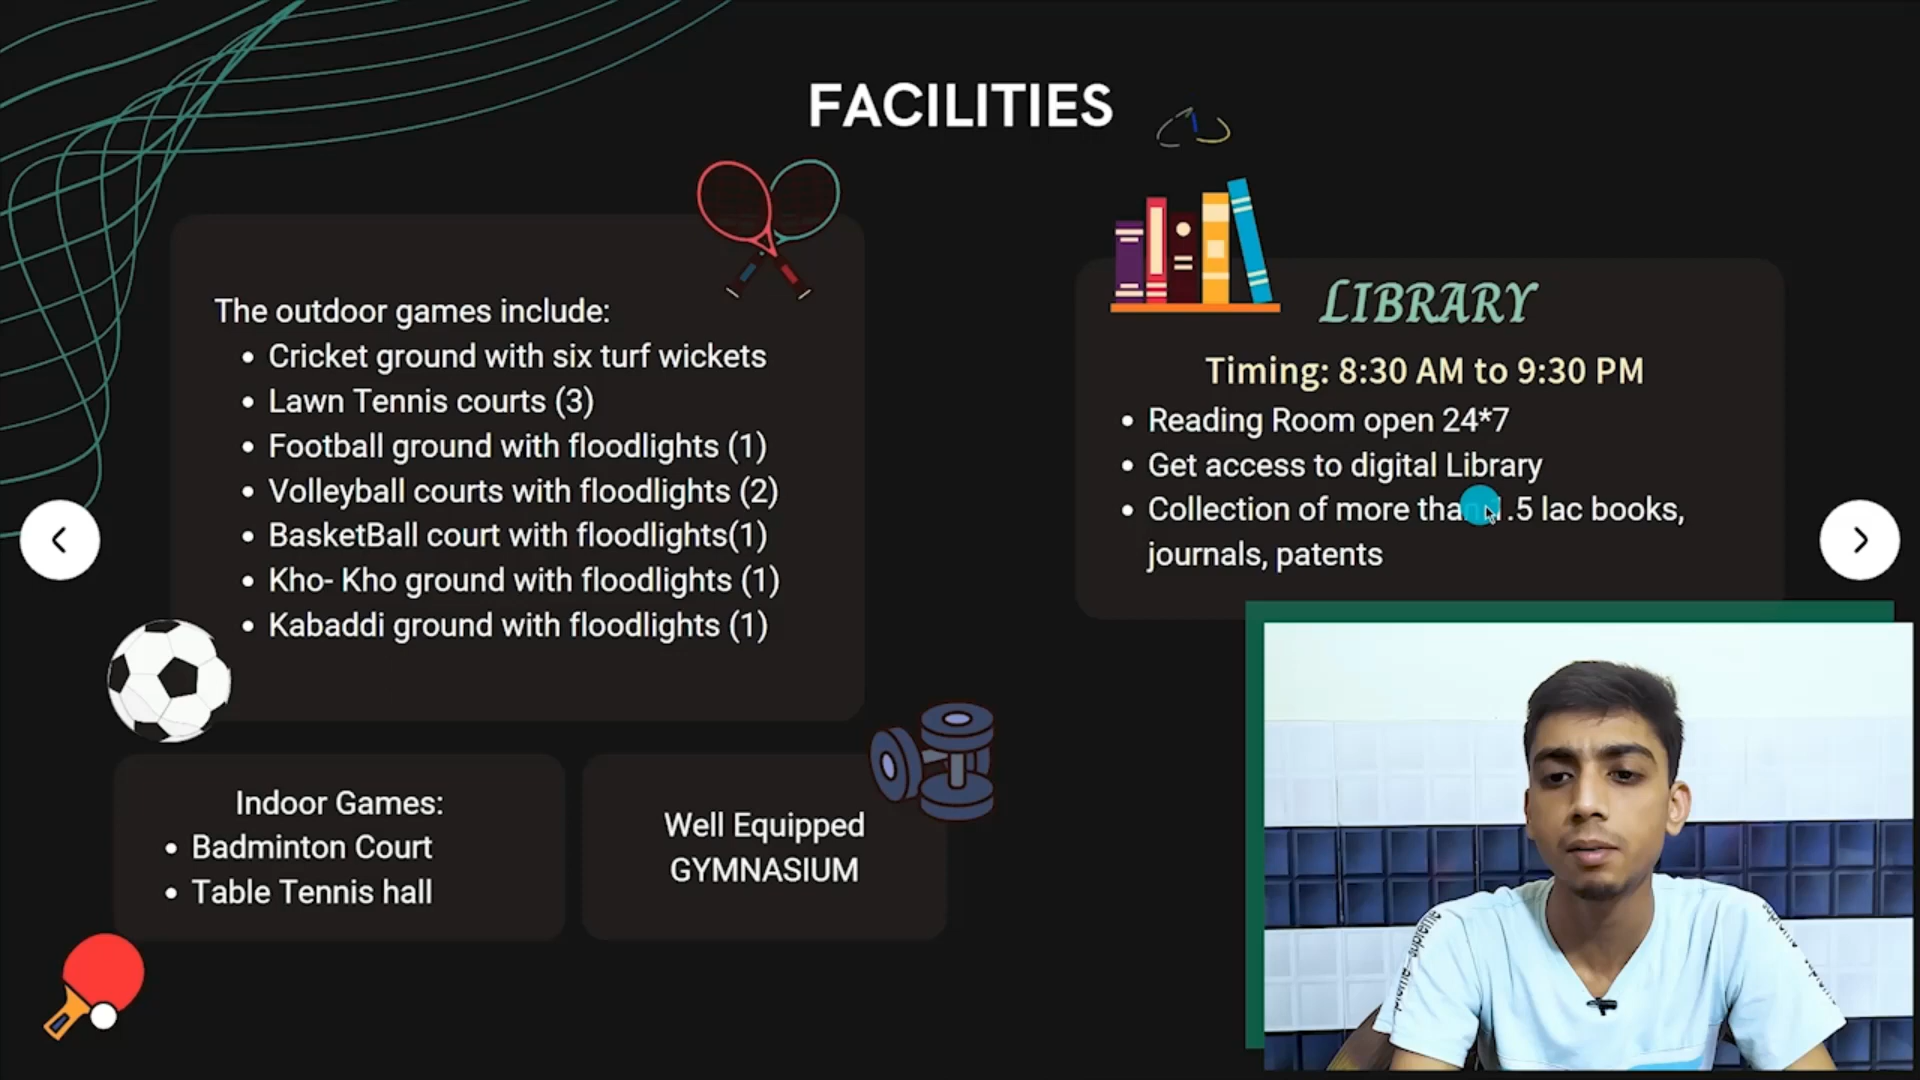 FACILITIES
The outdoor games include:
• Cricket ground with six turf wickets
• Lawn Tennis courts (3)
• Football ground with floodlights (1)
• Volleyball courts with floodlights (2)
• BasketBall court with floodlights(1)
• Kho- Kho ground with floodlights (1)
• Kabaddi ground with floodlights (1)
Indoor Games:
• Badminton Court
• Table Tennis hall
Well Equipped
GYMNASIUM
LIBRARY
Timing: 8:30 AM to 9:30 PM
• Reading Room open 24*7
• Get access to digital Library
• Collection of more than 1.5 lac books,
journals, patents
supreme
supreme